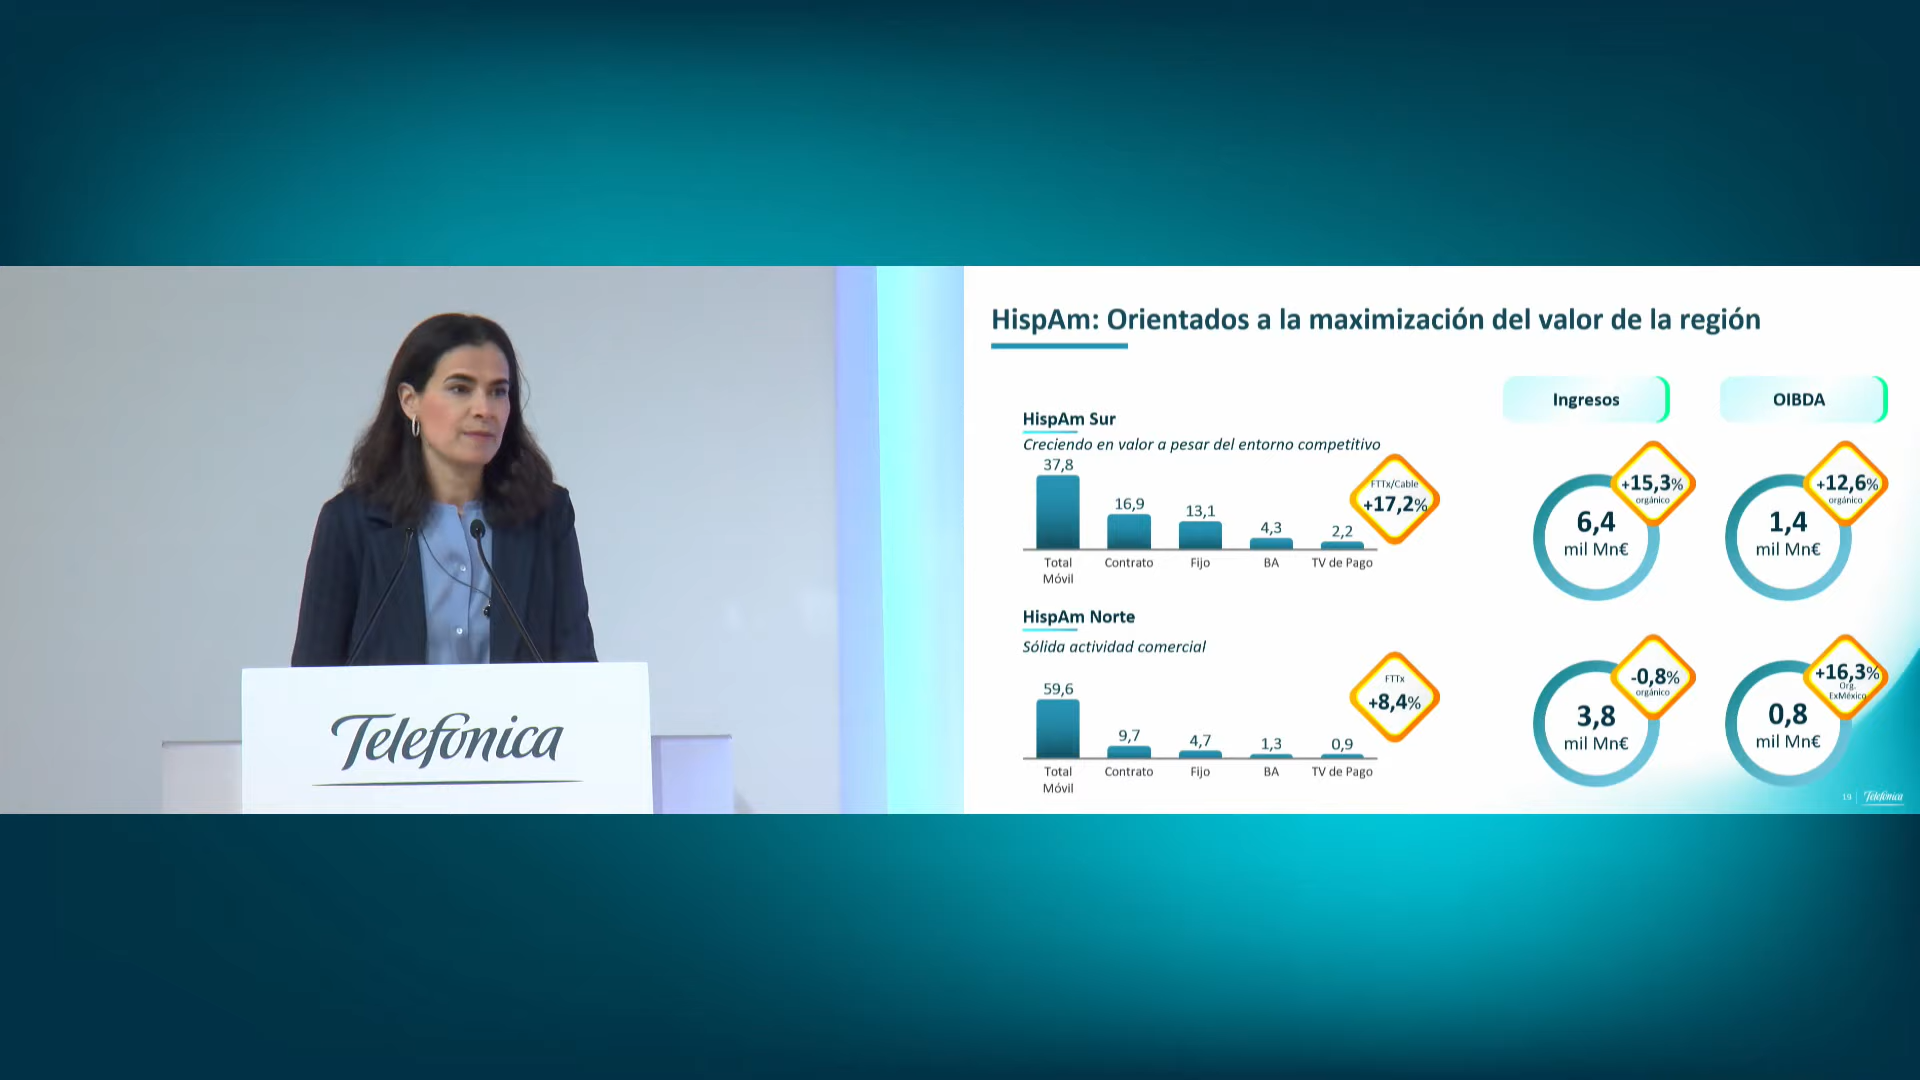 Telefónica
HispAm: Orientados a la maximización del valor de la región
Ingresos
OIBDA
HispAm Sur
Creciendo en valor a pesar del entorno competitivo
37,8
16,9
13,1
4,3
2,2
Total Móvil
Contrato
Fijo
BA
TV de Pago
FTTx/Cable
+17,2%
+15,3%
orgánico
6,4
mil Mn€
+12,6%
orgánico
1,4
mil Mn€
HispAm Norte
Sólida actividad comercial
59,6
9,7
4,7
1,3
0,9
Total Móvil
Contrato
Fijo
BA
TV de Pago
FTTx
+8,4%
-0,8%
orgánico
3,8
mil Mn€
+16,3%
Org.
ExMéxico
0,8
mil Mn€
19
Telefónica